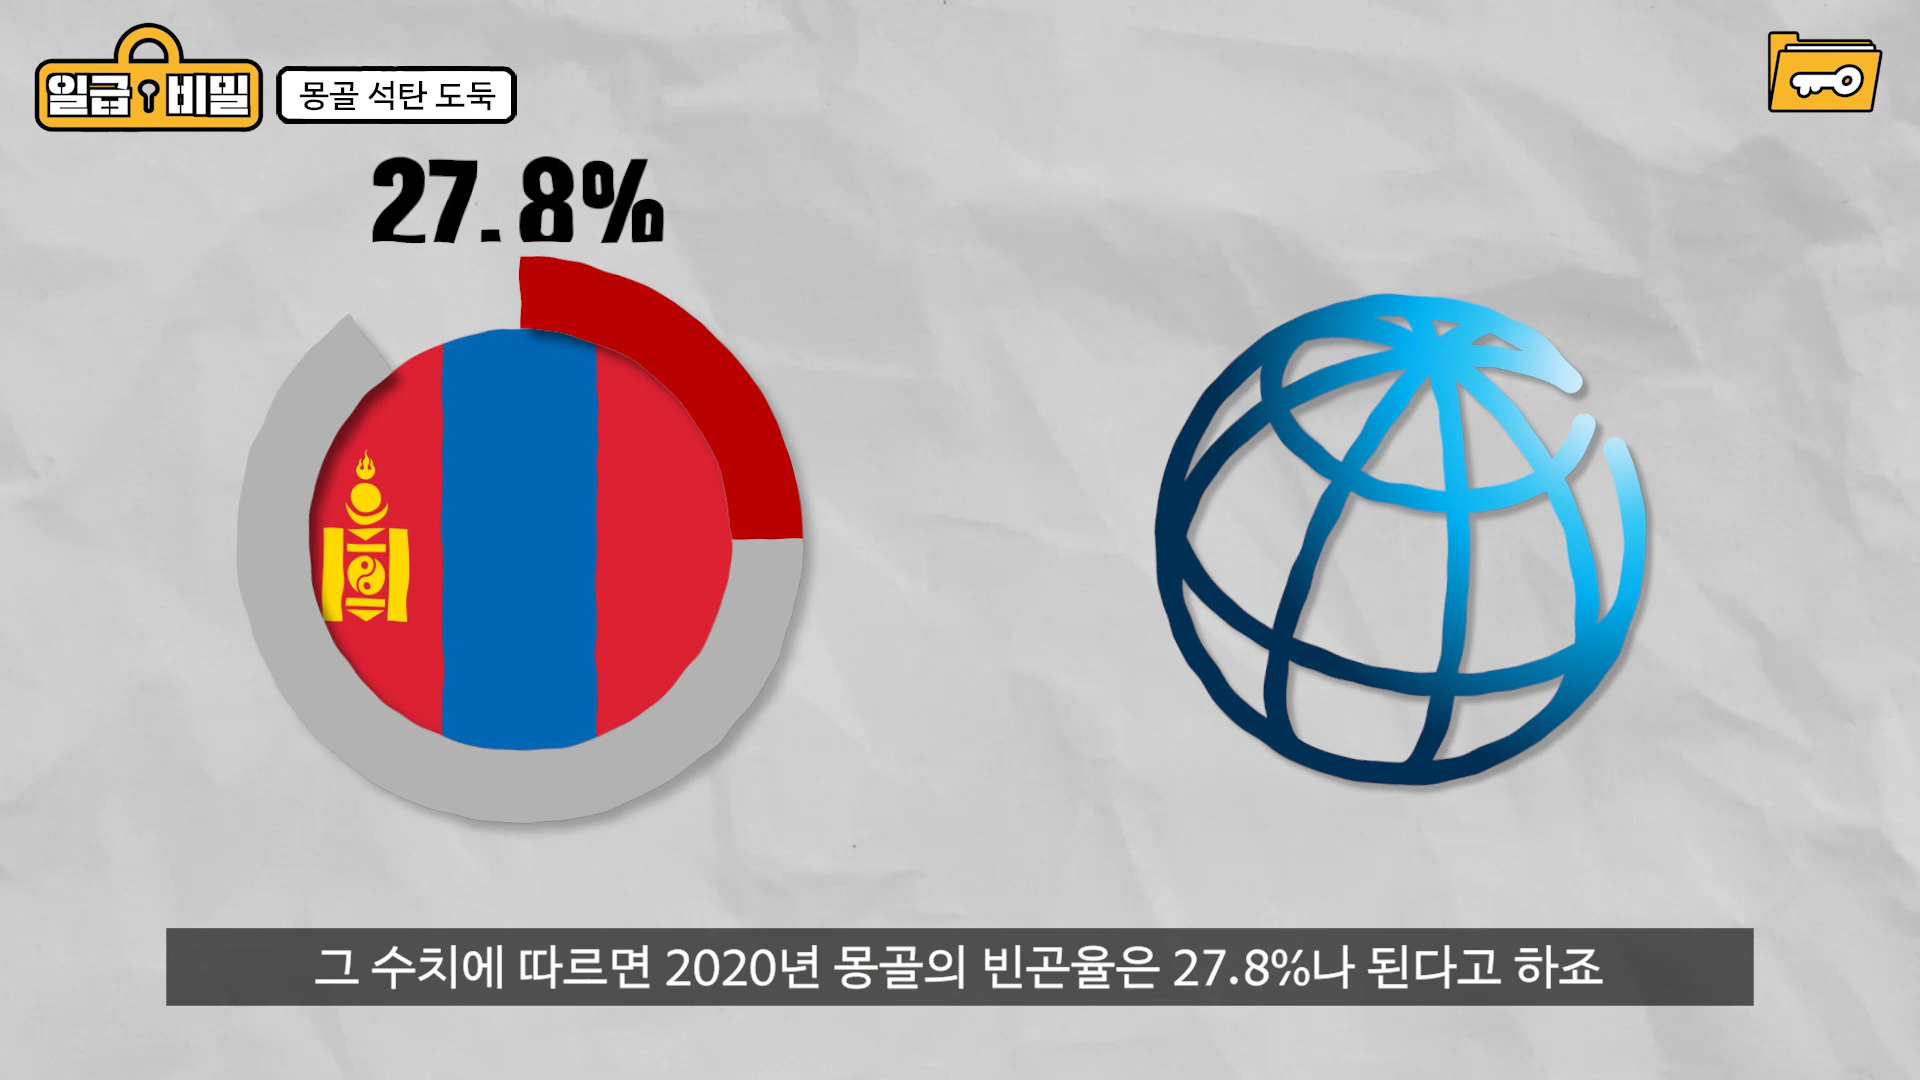 일급비밀
몽골 석탄 도둑
27.8%
그 수치에 따르면 2020년 몽골의 빈곤율은 27.8%나 된다고 하죠